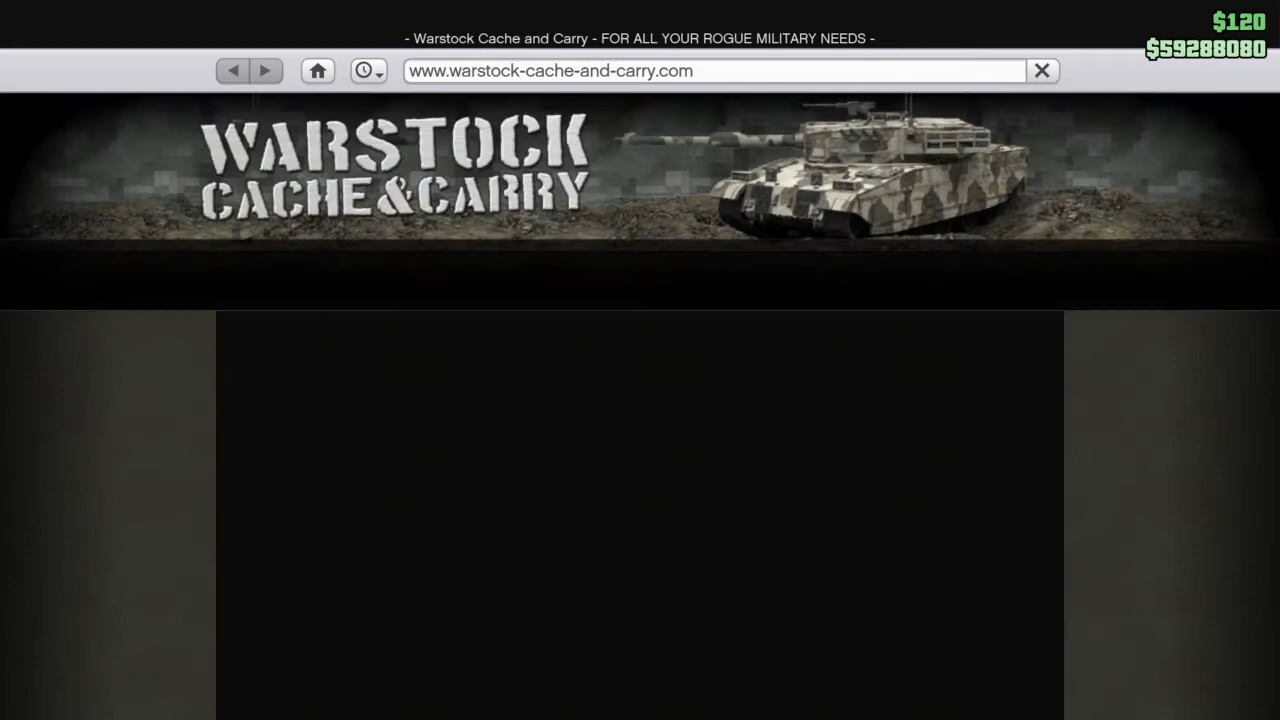 $120
- Warstock Cache and Carry - FOR ALL YOUR ROGUE MILITARY NEEDS -
$59288080
www.warstock-cache-and-carry.com
WARSTOCK
CACHE&CARRY